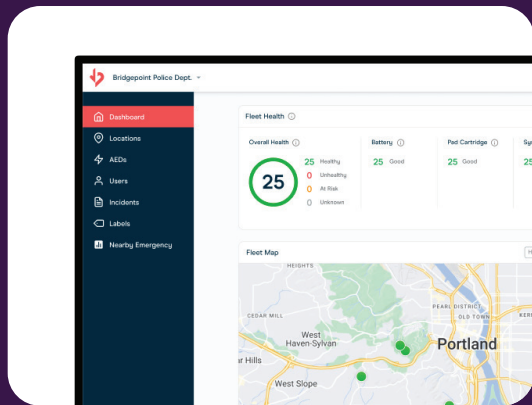 Bridgepoint Police Dept.
Dashboard
Locations
AEDs
Users
Incidents
Labels
Nearby Emergency
Fleet Health
Overall Health
25
25 Healthy
0 Unhealthy
0 At Risk
0 Unknown
Battery
25 Good
Pad Cartridge
25 Good
25
Fleet Map
HEIGHTS
CEDAR MILL
West
Haven-Sylvan
Hills
West Slope
PEARL DISTRICT
OLD TOWN
Portland